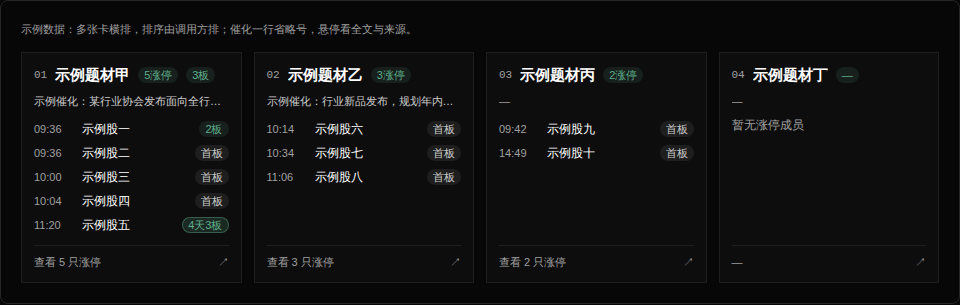 示例数据：多张卡横排，排序由调用方排；催化一行省略号，悬停看全文与来源。
01 示例题材甲 5涨停 3板
示例催化：某行业协会发布面向全行…
09:36 示例股一 2板
09:36 示例股二 首板
10:00 示例股三 首板
10:04 示例股四 首板
11:20 示例股五 4天3板
查看 5 只涨停 ↗
02 示例题材乙 3涨停
示例催化：行业新品发布，规划年内…
10:14 示例股六 首板
10:34 示例股七 首板
11:06 示例股八 首板
查看 3 只涨停 ↗
03 示例题材丙 2涨停
—
09:42 示例股九 首板
14:49 示例股十 首板
查看 2 只涨停 ↗
04 示例题材丁 —
—
暂无涨停成员
— ↗